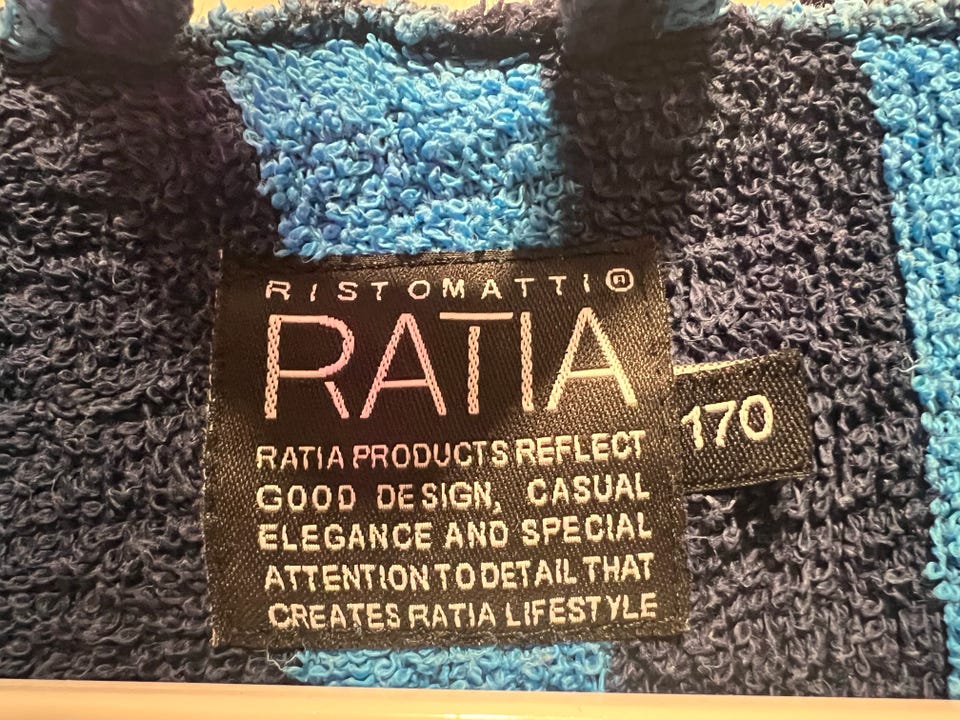 RISTOMATTI®
RATIA
RATIA PRODUCTS REFLECT
GOOD DESIGN, CASUAL
ELEGANCE AND SPECIAL
ATTENTION TO DETAIL THAT
CREATES RATIA LIFESTYLE
170